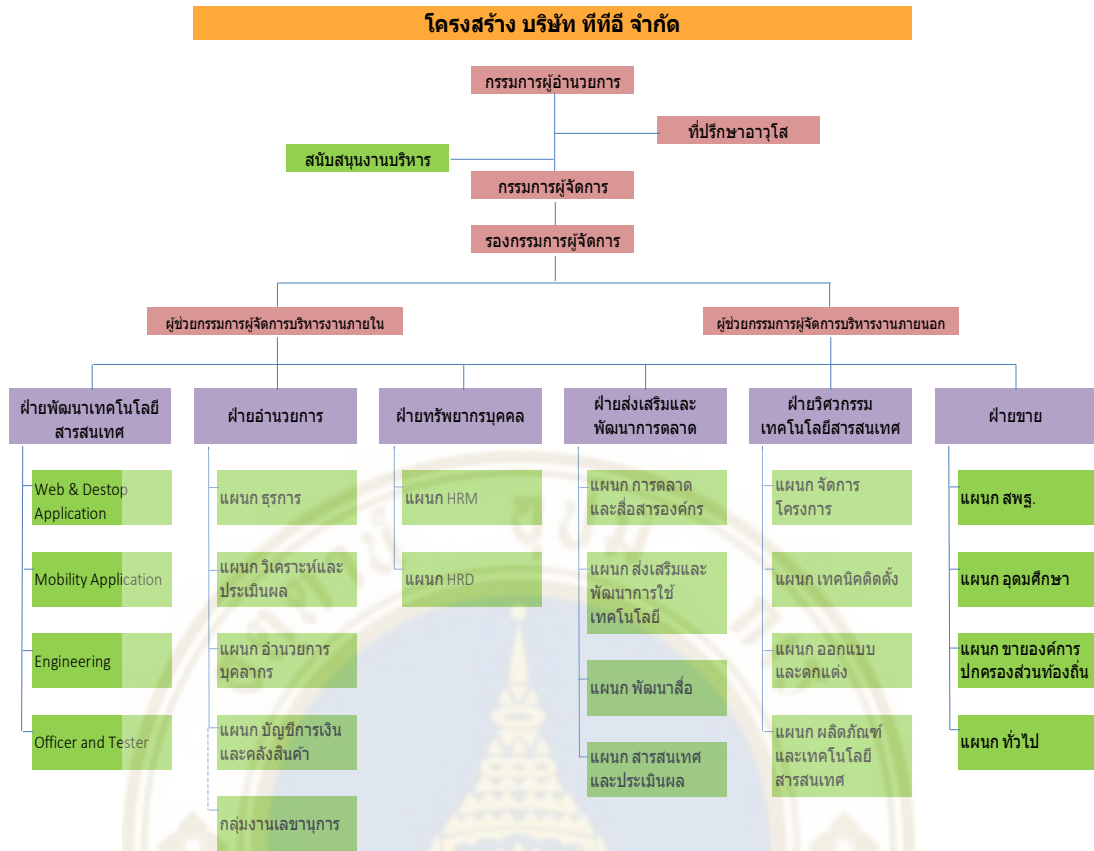 โครงสร้าง บริษัท ทีทีอี จำกัด
กรรมการผู้อำนวยการ
ที่ปรึกษาอาวุโส
สนับสนุนงานบริหาร
กรรมการผู้จัดการ
รองกรรมการผู้จัดการ
ผู้ช่วยกรรมการผู้จัดการบริหารงานภายใน
ผู้ช่วยกรรมการผู้จัดการบริหารงานภายนอก
ฝ่ายพัฒนาเทคโนโลยี
สารสนเทศ
Web & Destop
Application
Mobility Application
Engineering
Officer and Tester
ฝ่ายอำนวยการ
แผนก ธุรการ
แผนก วิเคราะห์และ
ประเมินผล
แผนก อำนวยการ
บุคลากร
แผนก บัญชีการเงิน
และคลังสินค้า
กลุ่มงานเลขานุการ
ฝ่ายทรัพยากรบุคคล
แผนก HRM
แผนก HRD
ฝ่ายส่งเสริมและ
พัฒนาการตลาด
แผนก การตลาด
และสื่อสารองค์กร
แผนก ส่งเสริมและ
พัฒนาการใช้
เทคโนโลยี
แผนก พัฒนาสื่อ
แผนก สารสนเทศ
และประเมินผล
ฝ่ายวิศวกรรม
เทคโนโลยีสารสนเทศ
แผนก จัดการ
โครงการ
แผนก เทคนิคติดตั้ง
แผนก ออกแบบ
และตกแต่ง
แผนก ผลิตภัณฑ์
และเทคโนโลยี
สารสนเทศ
ฝ่ายขาย
แผนก สพฐ.
แผนก อุดมศึกษา
แผนก ขายองค์การ
ปกครองส่วนท้องถิ่น
แผนก ทั่วไป